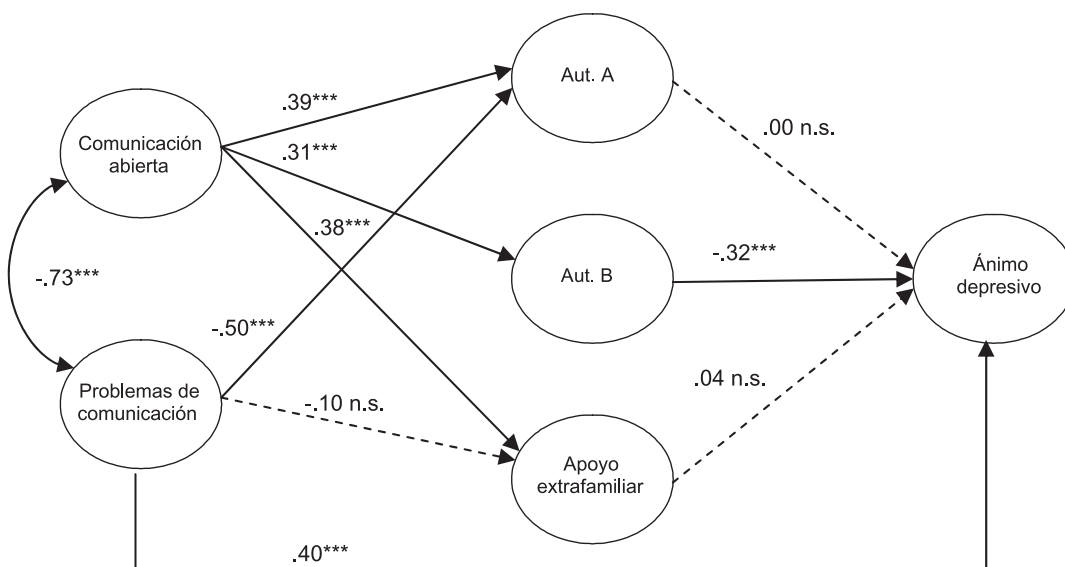 Aut. A
.39***
.00 n.s.
Comunicación
abierta
.31***
.38***
-.32***
Ánimo
depresivo
Aut. B
-.73***
-.50***
.04 n.s.
Problemas de
comunicación
-.10 n.s.
Apoyo
extrafamiliar
.40***